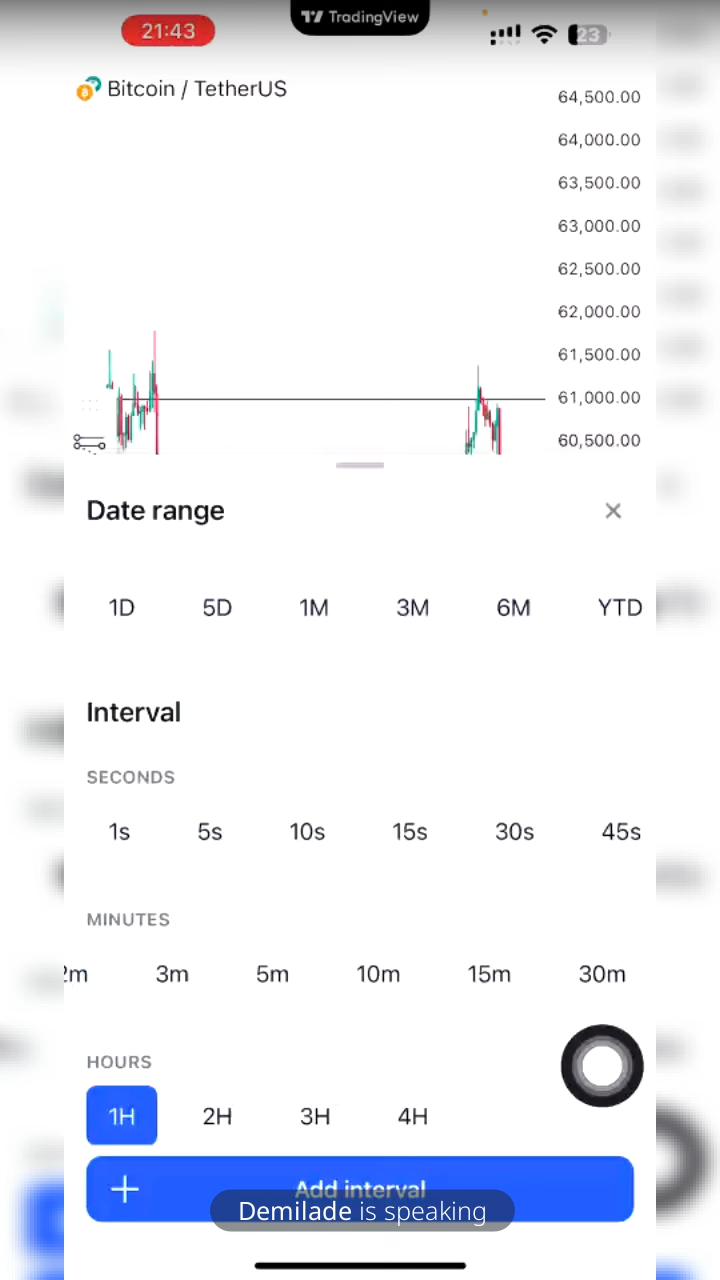 21:43
TradingView
23
Bitcoin / TetherUS
64,500.00
64,000.00
63,500.00
63,000.00
62,500.00
62,000.00
61,500.00
61,000.00
60,500.00
Date range
1D 5D 1M 3M 6M YTD
Interval
SECONDS
1s 5s 10s 15s 30s 45s
MINUTES
2m 3m 5m 10m 15m 30m
HOURS
1H 2H 3H 4H
Add interval
Demilade is speaking